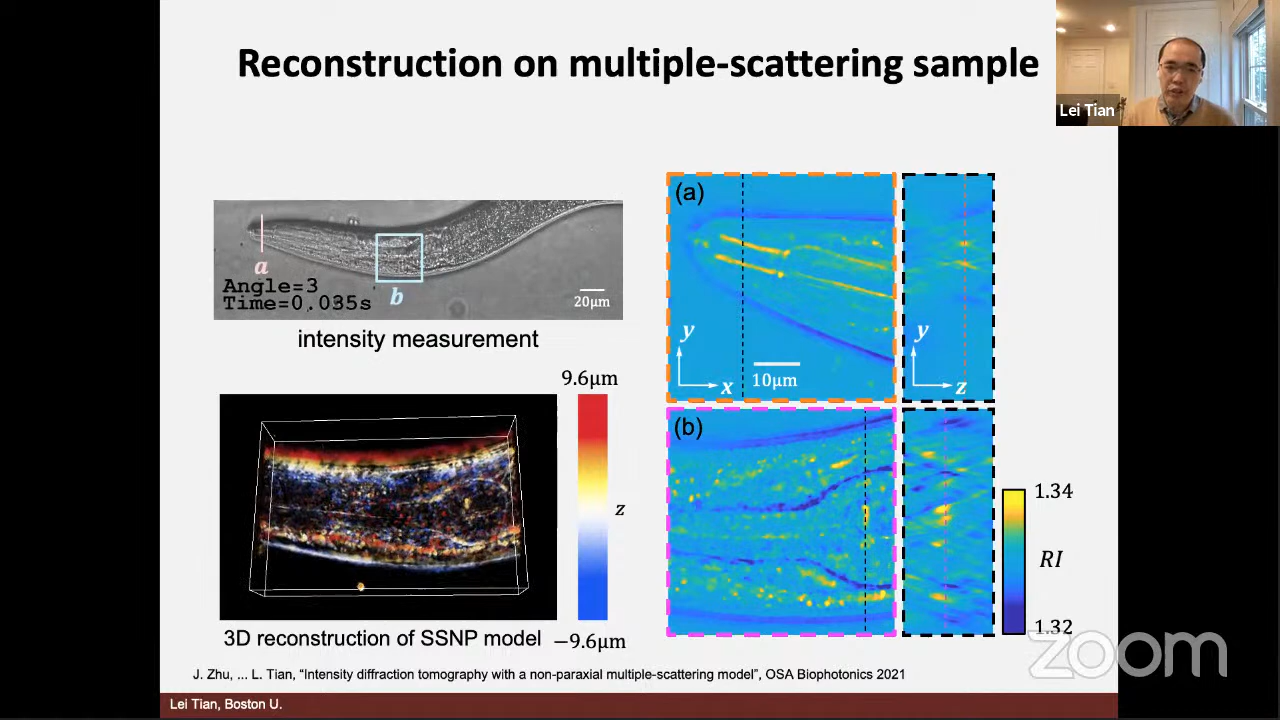 Reconstruction on multiple-scattering sample
Lei Tian
a
b
Angle=3
Time=0.035s
20μm
intensity measurement
9.6μm
z
−9.6μm
3D reconstruction of SSNP model
(a)
y
x
10μm
y
z
(b)
1.34
RI
1.32
zoom
J. Zhu, ... L. Tian, “Intensity diffraction tomography with a non-paraxial multiple-scattering model”, OSA Biophotonics 2021
Lei Tian, Boston U.